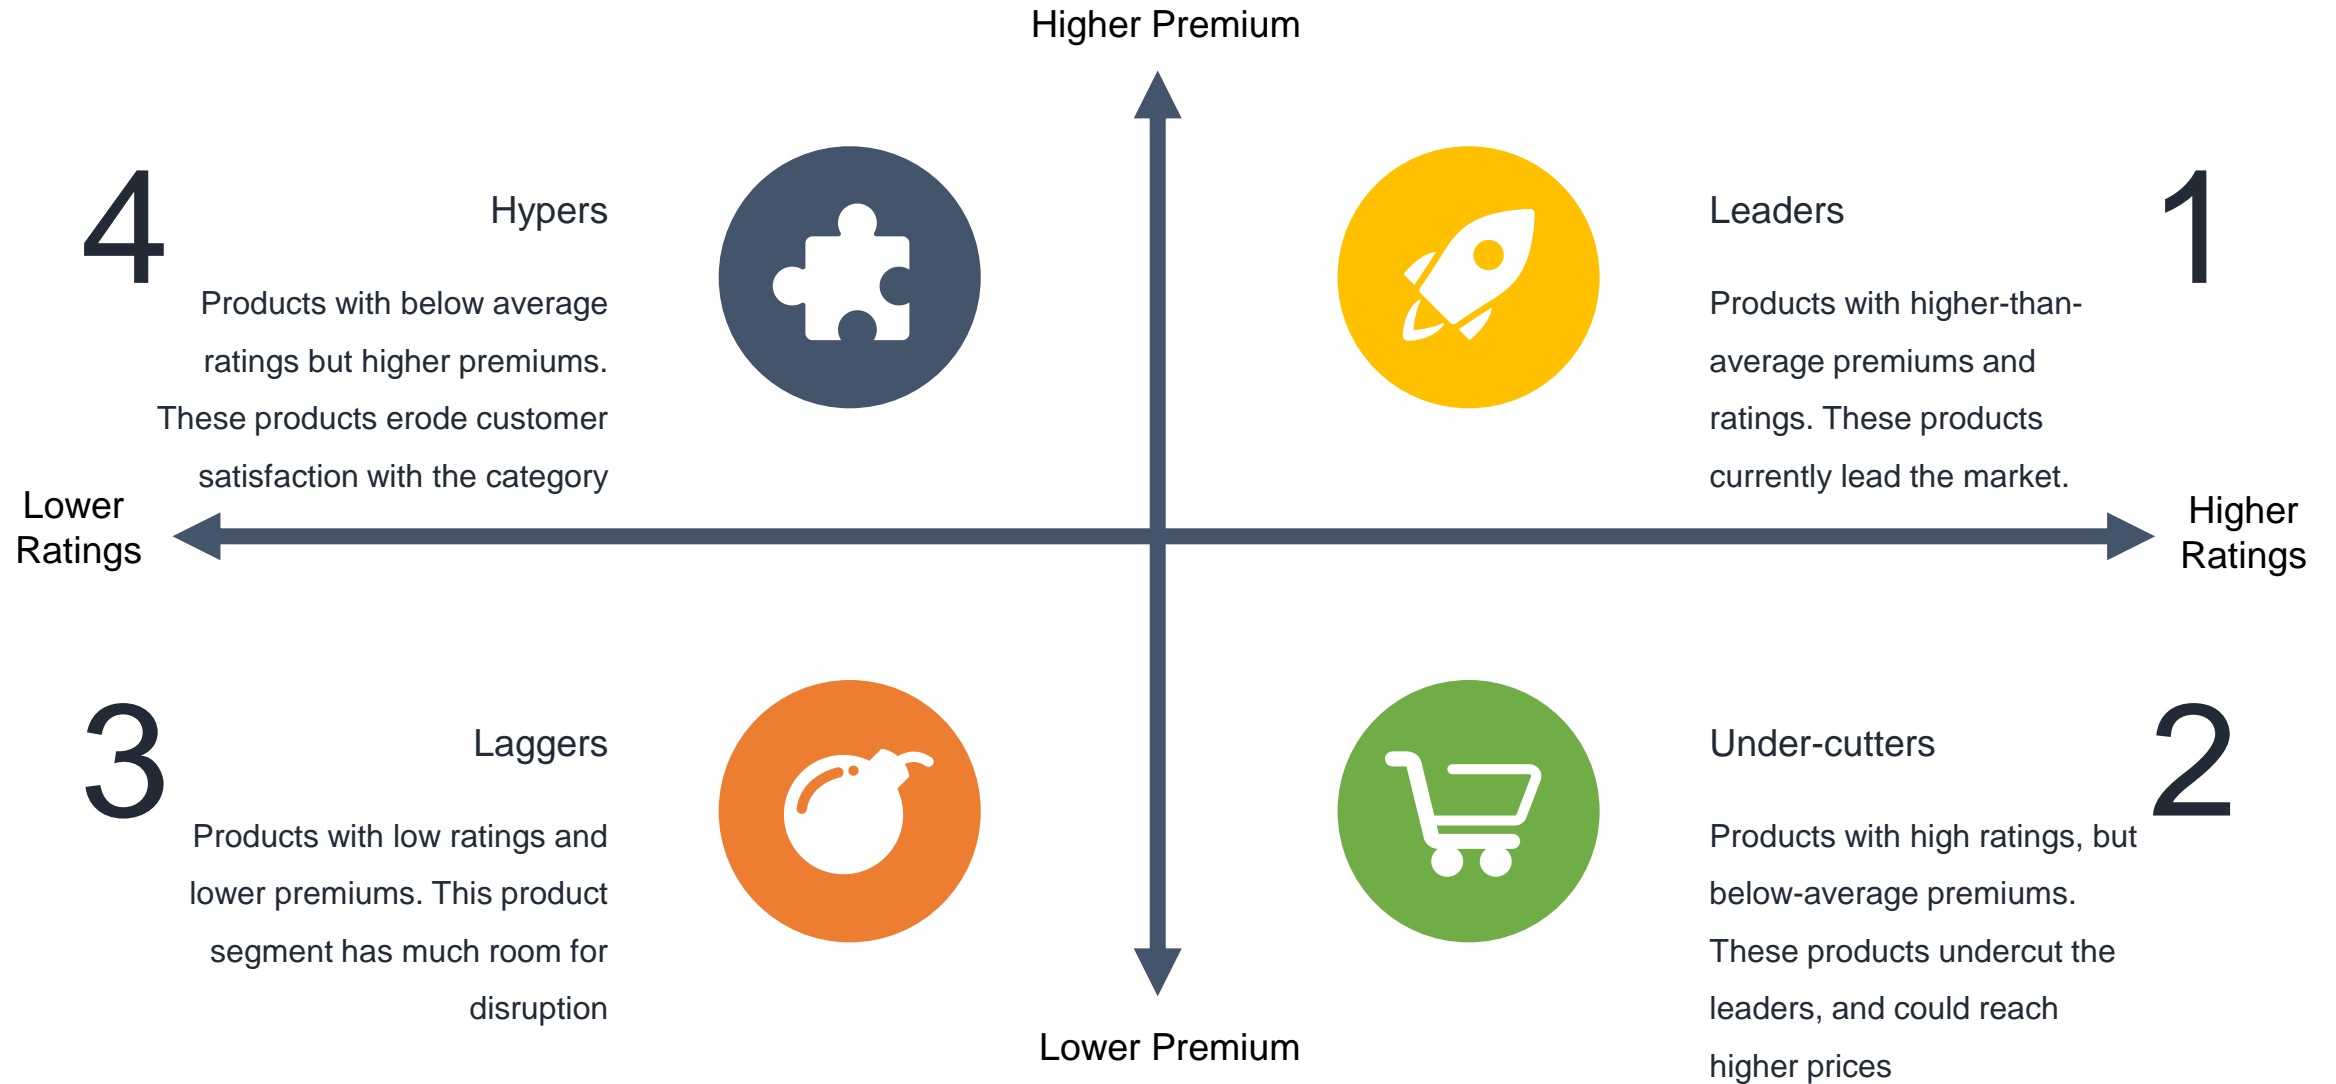 Higher Premium
4
Hypers
Products with below average
ratings but higher premiums.
These products erode customer
satisfaction with the category
1
Leaders
Products with higher-than-
average premiums and
ratings. These products
currently lead the market.
Lower
Ratings
Higher
Ratings
3
Laggers
Products with low ratings and
lower premiums. This product
segment has much room for
disruption
2
Under-cutters
Products with high ratings, but
below-average premiums.
These products undercut the
leaders, and could reach
higher prices
Lower Premium